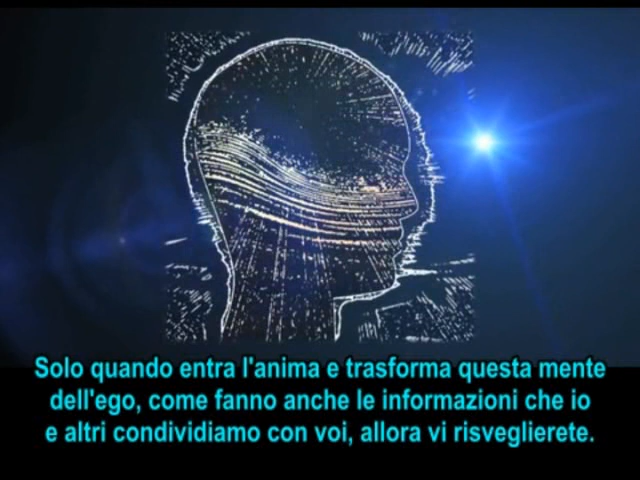 Solo quando entra l'anima e trasforma questa mente
dell'ego, come fanno anche le informazioni che io
e altri condividiamo con voi, allora vi risveglierete.